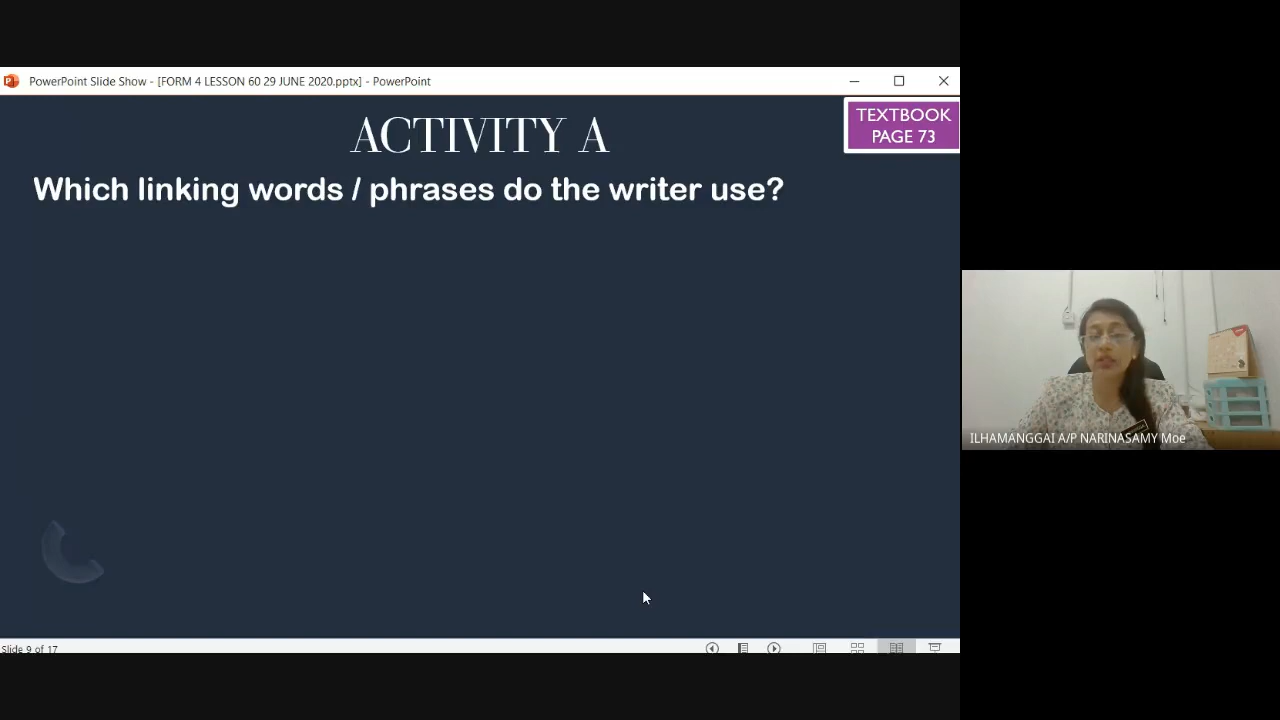 PowerPoint Slide Show - [FORM 4 LESSON 60 29 JUNE 2020.pptx] - PowerPoint
ACTIVITY A
TEXTBOOK
PAGE 73
Which linking words / phrases do the writer use?
ILHAMANGGAI A/P NARINASAMY Moe
Slide 9 of 17